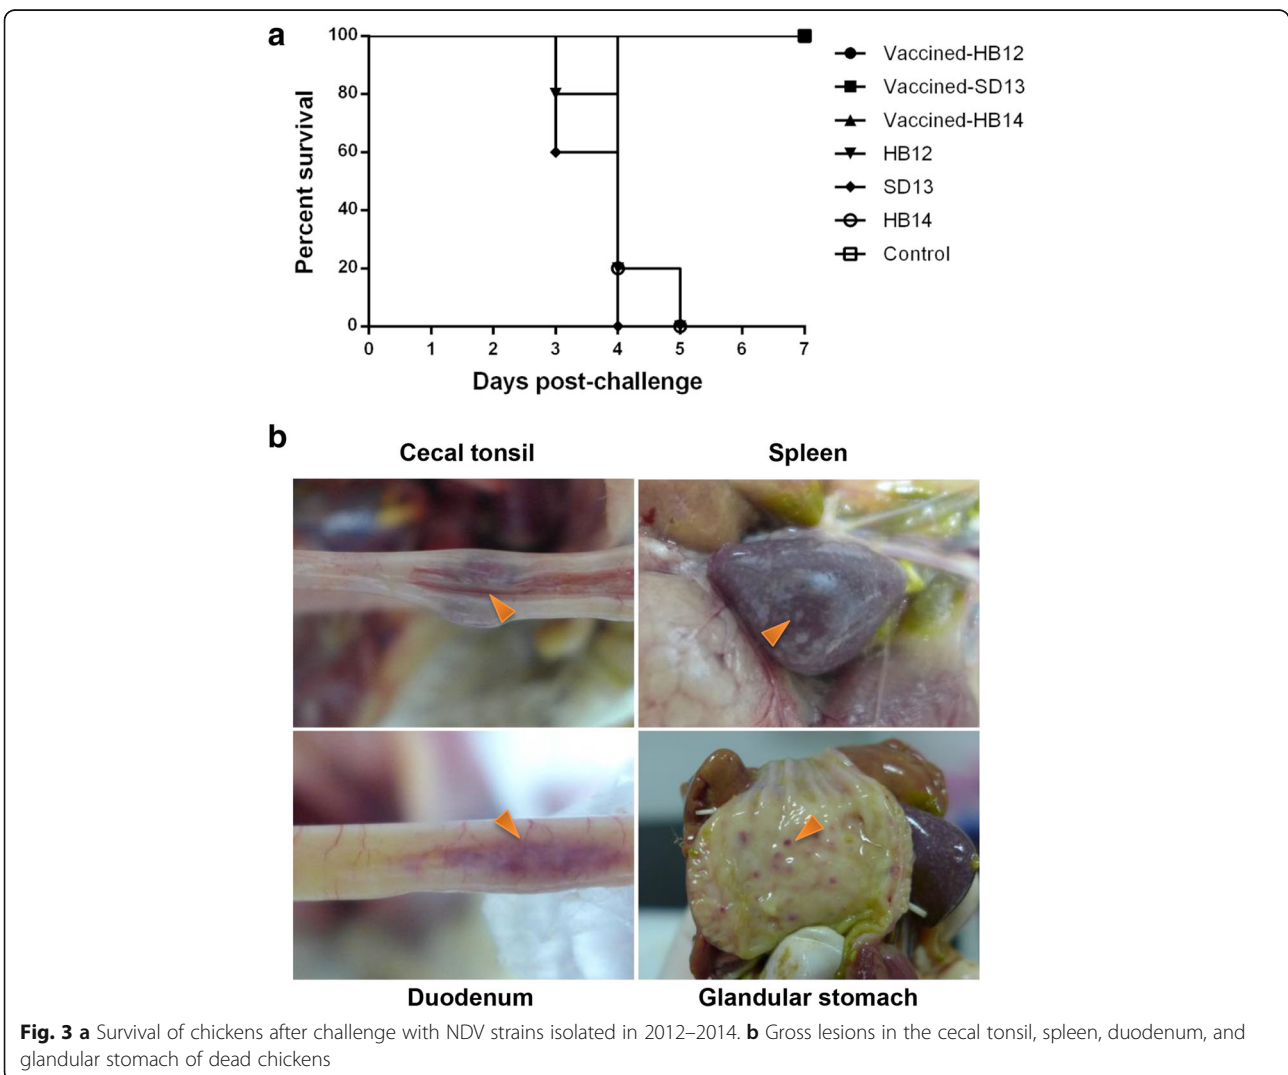 a
100
80
60
40
20
0
Percent survival
0 1 2 3 4 5 6 7
Days post-challenge
Vaccined-HB12
Vaccined-SD13
Vaccined-HB14
HB12
SD13
HB14
Control
b
Cecal tonsil Spleen
Duodenum Glandular stomach
Fig. 3 a Survival of chickens after challenge with NDV strains isolated in 2012–2014. b Gross lesions in the cecal tonsil, spleen, duodenum, and
glandular stomach of dead chickens